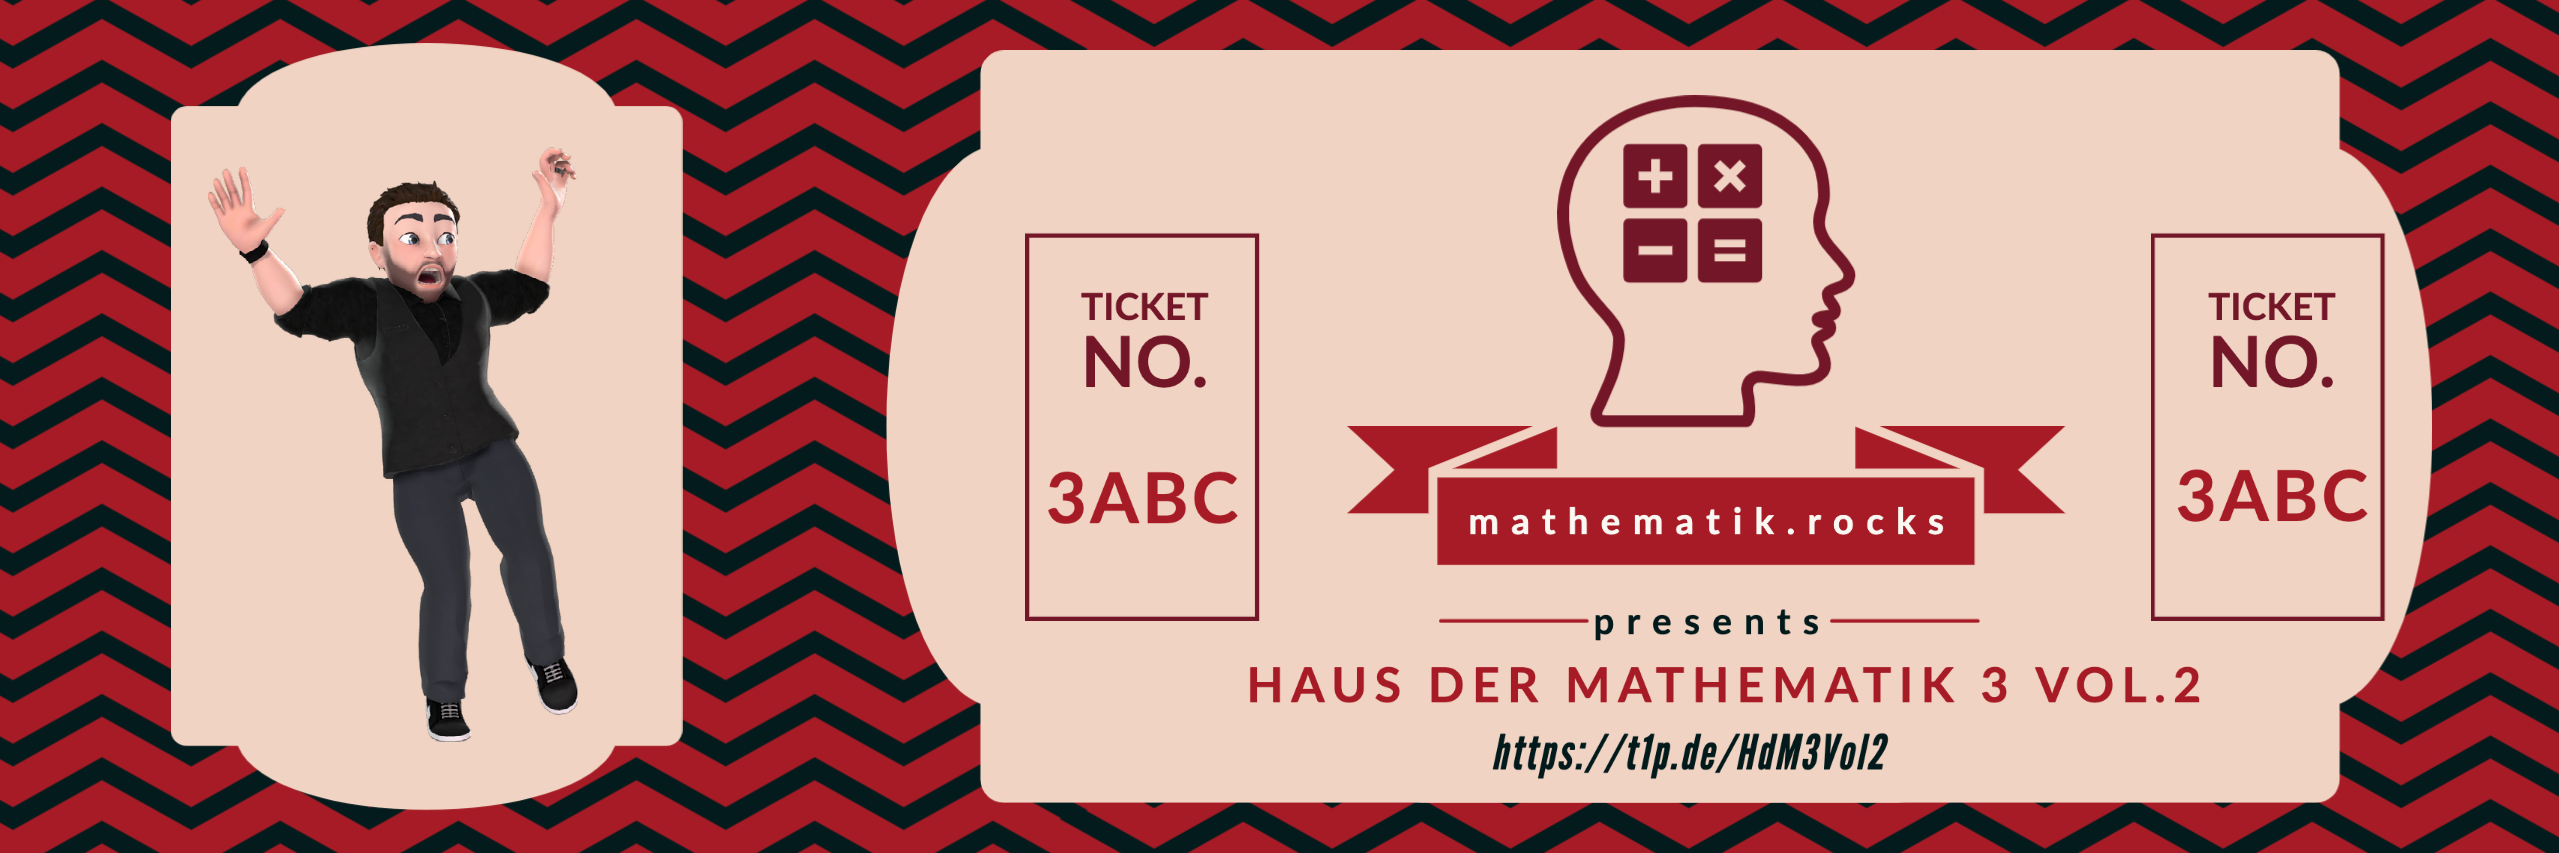 TICKET
NO.
3ABC
mathematik.rocks
presents
HAUS DER MATHEMATIK 3 VOL.2
https://t1p.de/HdM3Vol2
TICKET
NO.
3ABC